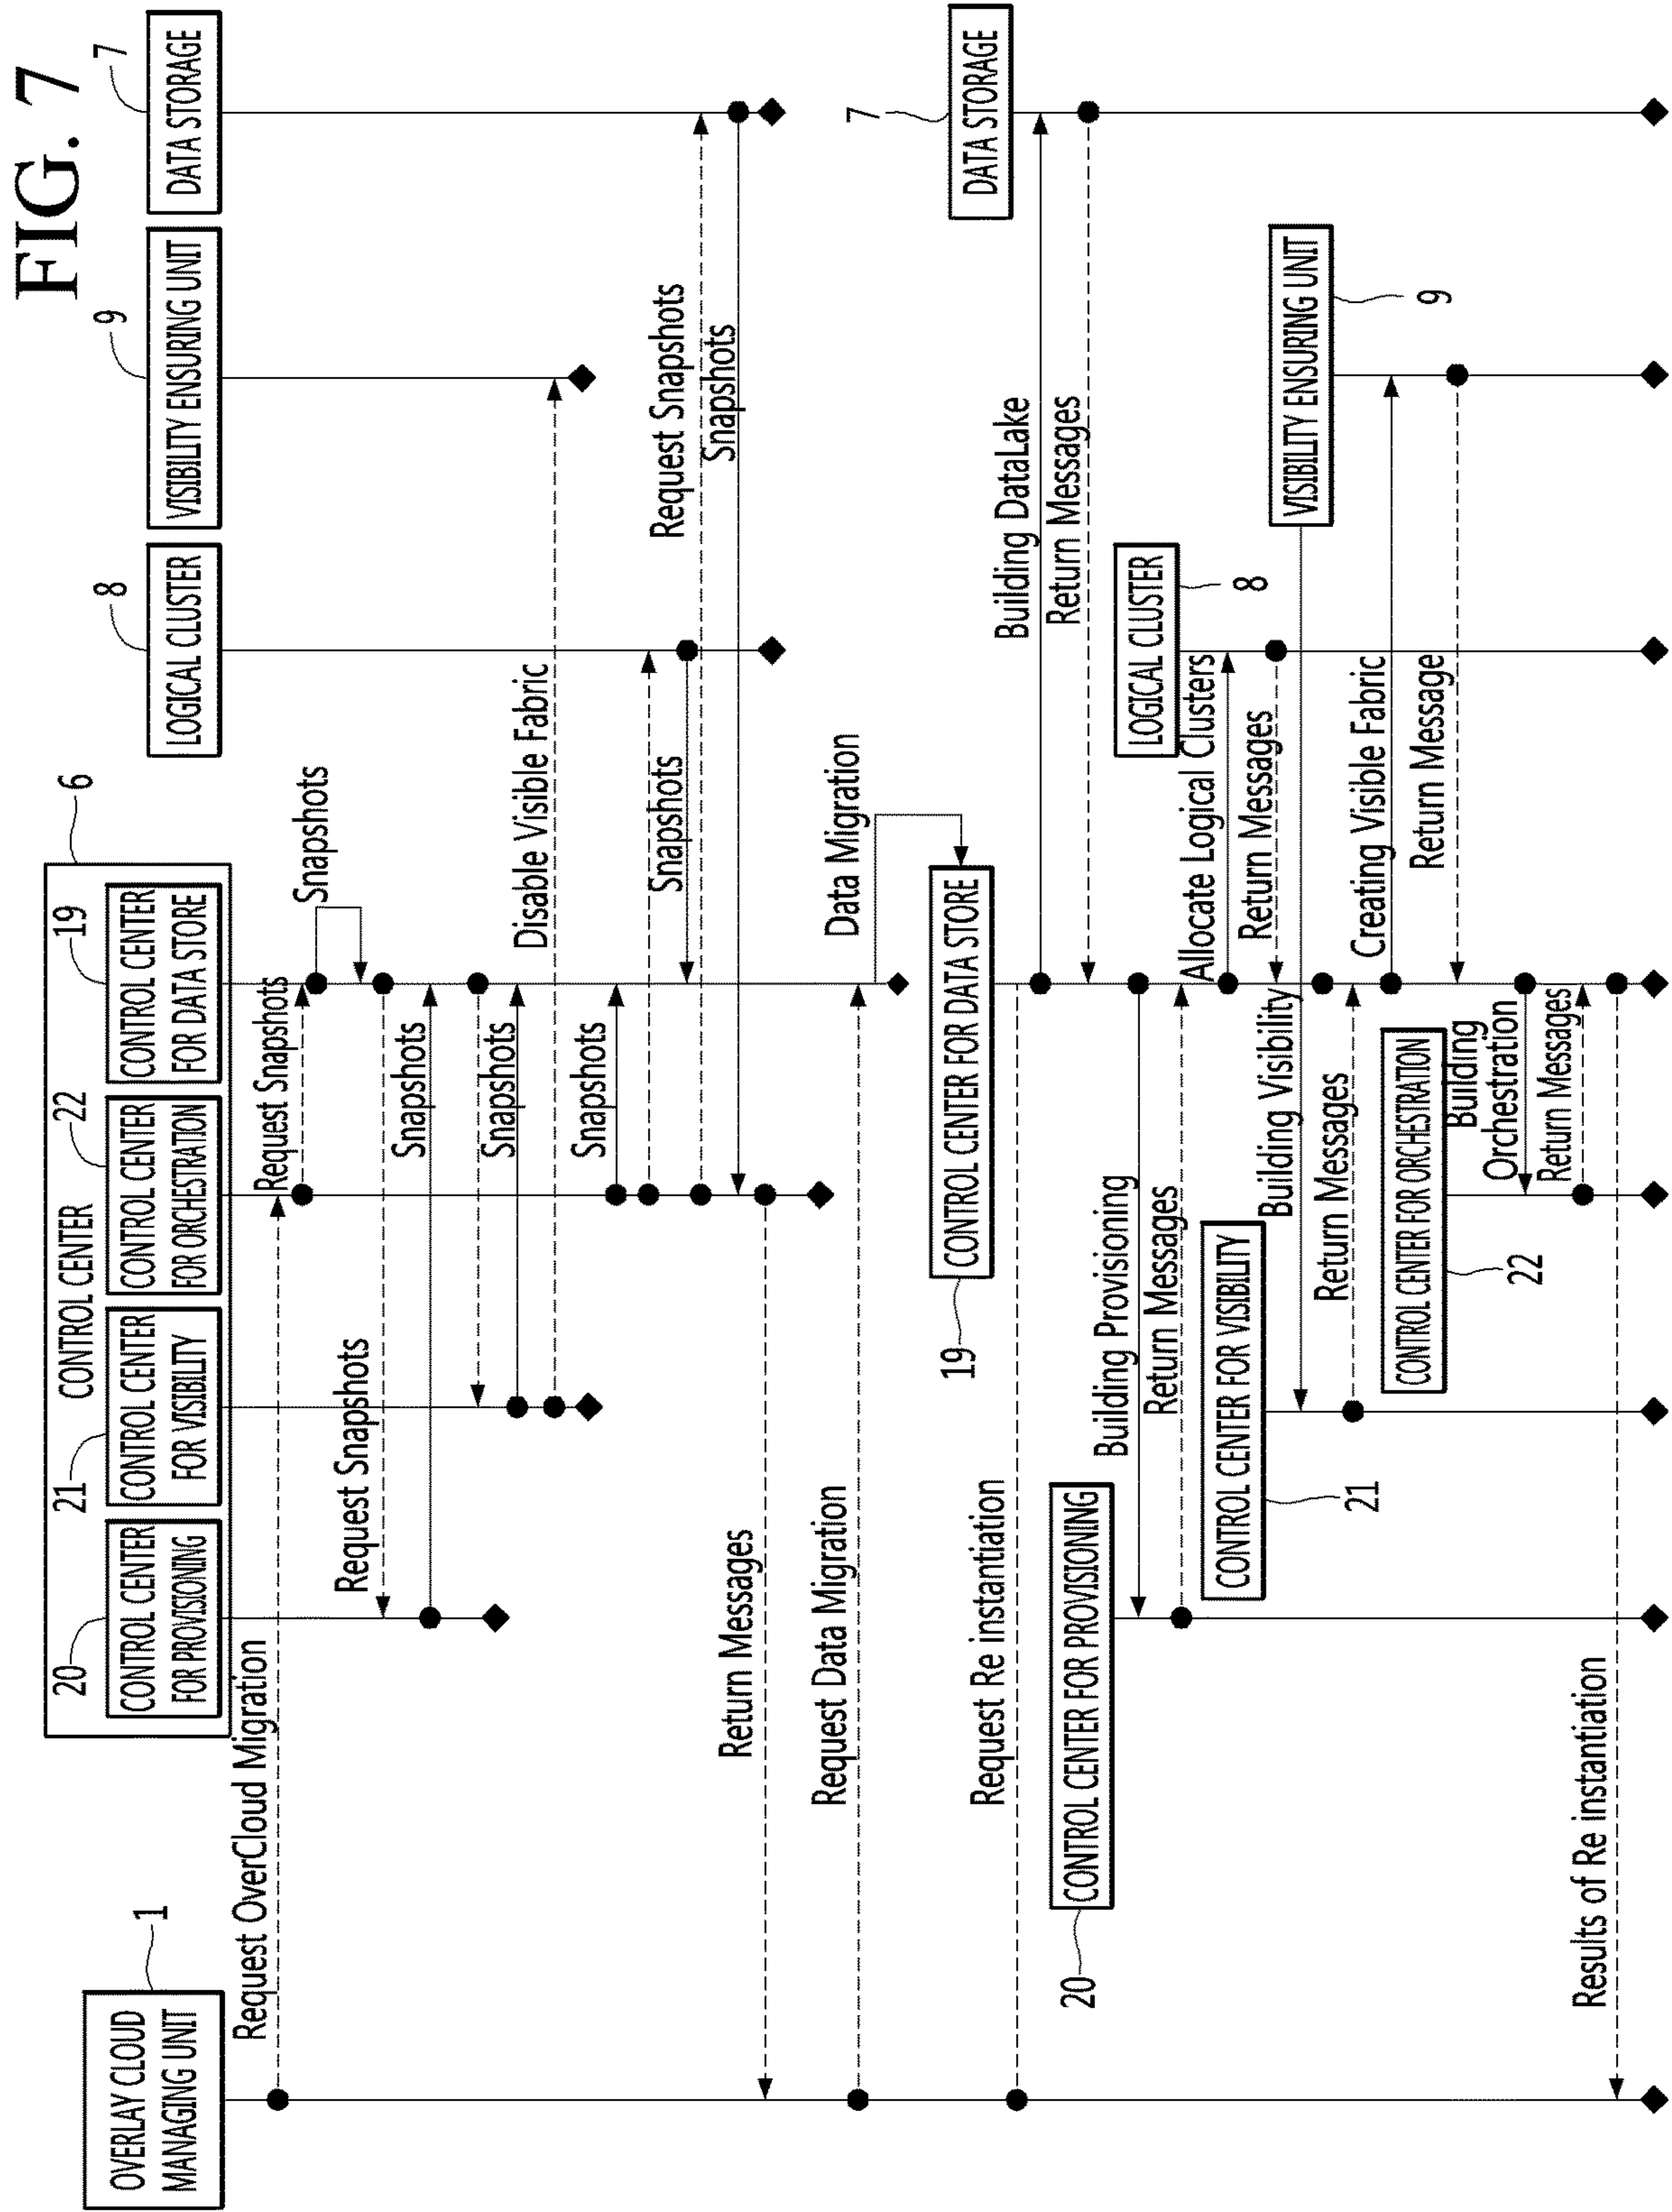 FIG. 7
1
OVERLAY CLOUD
MANAGING UNIT
6
CONTROL CENTER
20
CONTROL CENTER
FOR PROVISIONING
21
CONTROL CENTER
FOR VISIBILITY
22
CONTROL CENTER
FOR ORCHESTRATION
19
CONTROL CENTER
FOR DATA STORE
8
LOGICAL CLUSTER
9
VISIBILITY ENSURING UNIT
7
DATA STORAGE
Request OverCloud Migration
Request Snapshots
Snapshots
Request Snapshots
Snapshots
Snapshots
Disable Visible Fabric
Snapshots
Snapshots
Request Snapshots
Snapshots
Return Messages
Request Data Migration
Data Migration
19
CONTROL CENTER FOR DATA STORE
7
DATA STORAGE
Request Re instantiation
Building DataLake
Return Messages
20
CONTROL CENTER FOR PROVISIONING
Building Provisioning
Return Messages
LOGICAL CLUSTER
8
Allocate Logical Clusters
Return Messages
CONTROL CENTER FOR VISIBILITY
21
VISIBILITY ENSURING UNIT
9
Building Visibility
Return Messages
Creating Visible Fabric
Return Message
CONTROL CENTER FOR ORCHESTRATION
22
Building
Orchestration
Return Messages
Results of Re instantiation